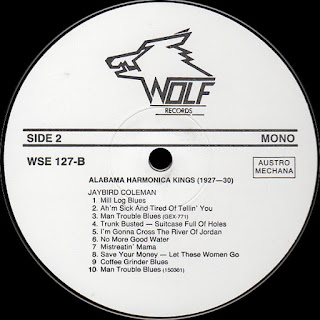 WOLF
RECORDS
SIDE 2
MONO
WSE 127-B
AUSTRO
MECHANA
ALABAMA HARMONICA KINGS (1927—30)
JAYBIRD COLEMAN
1 Mill Log Blues
2 Ah'm Sick And Tired Of Tellin' You
3 Man Trouble Blues (GEX-771)
4 Trunk Busted — Suitcase Full Of Holes
5 I'm Gonna Cross The River Of Jordan
6 No More Good Water
7 Mistreatin' Mama
8 Save Your Money — Let These Women Go
9 Coffee Grinder Blues
10 Man Trouble Blues (150361)